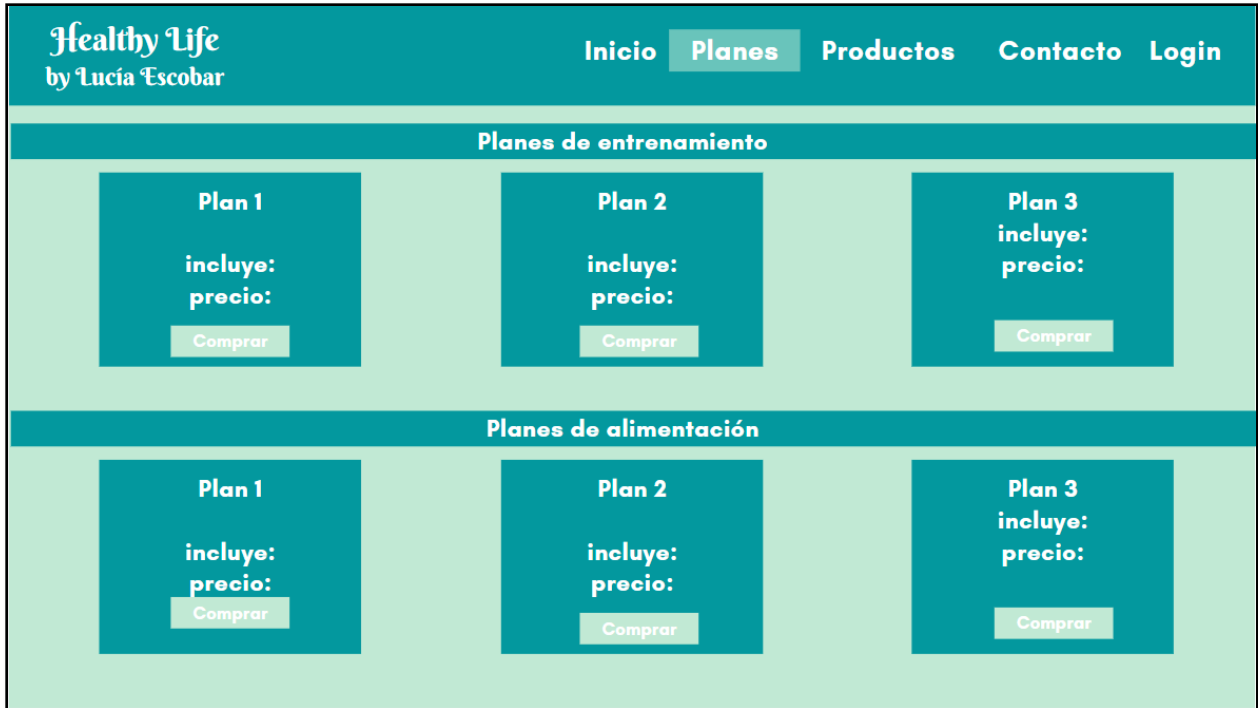 Healthy Life
by Lucía Escobar
Inicio Planes Productos Contacto Login
Planes de entrenamiento
Plan 1
incluye:
precio:
Comprar
Plan 2
incluye:
precio:
Comprar
Plan 3
incluye:
precio:
Comprar
Planes de alimentación
Plan 1
incluye:
precio:
Comprar
Plan 2
incluye:
precio:
Comprar
Plan 3
incluye:
precio:
Comprar